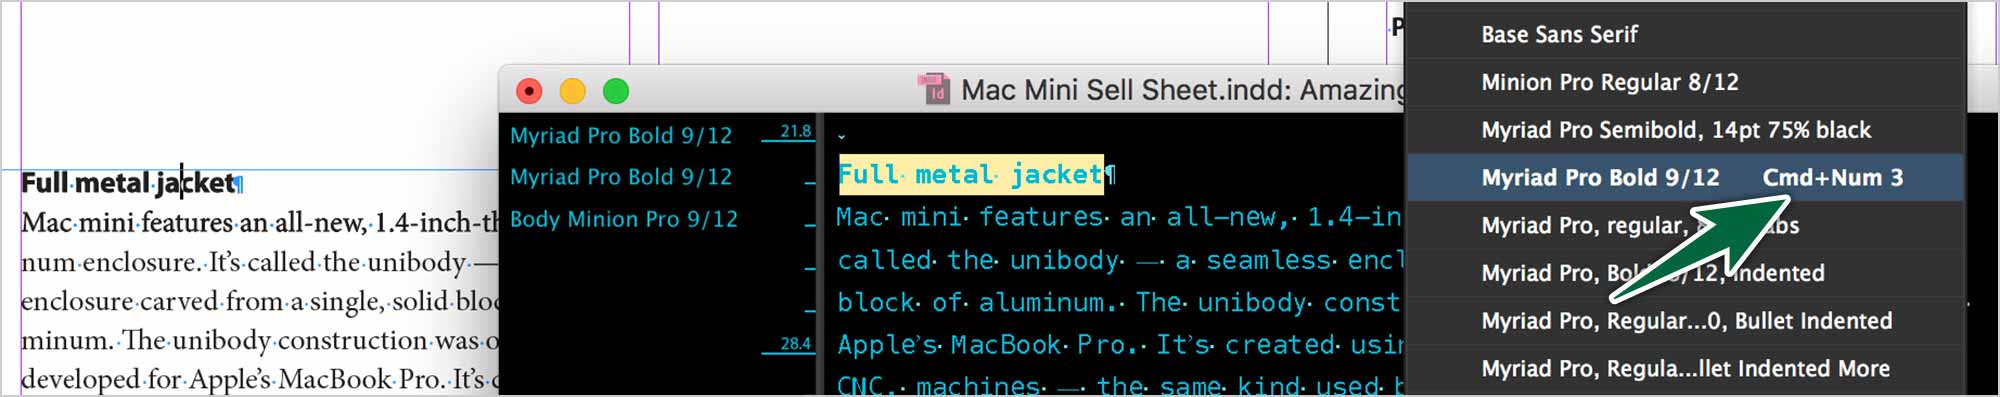 Full metal jacket¶
Mac mini features an all-new, 1.4-inch-th
num enclosure. It’s called the unibody —
enclosure carved from a single, solid bloc
minum. The unibody construction was o
developed for Apple’s MacBook Pro. It’s c
Id
Mac Mini Sell Sheet.indd: Amazing
Myriad Pro Bold 9/12
21.8
Myriad Pro Bold 9/12
Body Minion Pro 9/12
28.4
Full metal jacket¶
Mac mini features an all-new, 1.4-in
called the unibody — a seamless encl
block of aluminum. The unibody const
Apple’s MacBook Pro. It’s created usin
CNC. machines — the same kind used b
P
Base Sans Serif
Minion Pro Regular 8/12
Myriad Pro Semibold, 14pt 75% black
Myriad Pro Bold 9/12 Cmd+Num 3
Myriad Pro, regular,
Myriad Pro, Bold /12, Indented
Myriad Pro, Regular...0, Bullet Indented
Myriad Pro, Regula...llet Indented More